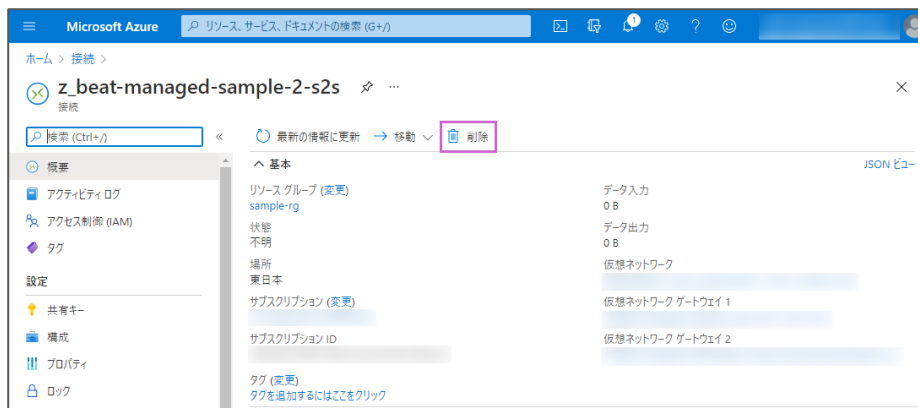 Microsoft Azure
リソース、サービス、ドキュメントの検索 (G+/)
1
ホーム > 接続 >
z_beat-managed-sample-2-s2s
接続
検索 (Ctrl+/)
最新の情報に更新
移動
削除
概要
アクティビティ ログ
アクセス制御 (IAM)
タグ
設定
共有キー
構成
プロパティ
ロック
基本
JSON ビュー
リソース グループ (変更)
sample-rg
状態
不明
場所
東日本
サブスクリプション (変更)
サブスクリプション ID
タグ (変更)
タグを追加するにはここをクリック
データ入力
0 B
データ出力
0 B
仮想ネットワーク
仮想ネットワーク ゲートウェイ 1
仮想ネットワーク ゲートウェイ 2